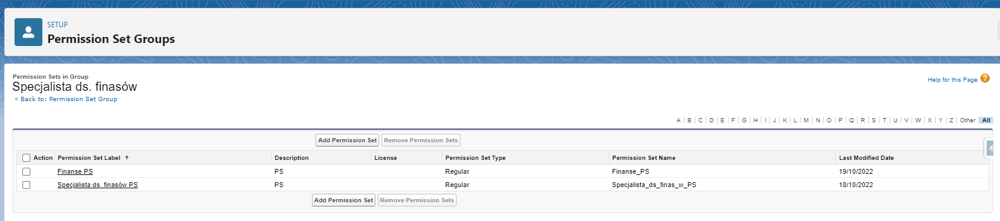 SETUP
Permission Set Groups
Permission Sets in Group
Specjalista ds. finasów
« Back to: Permission Set Group
Help for this Page ?
A | B | C | D | E | F | G | H | I | J | K | L | M | N | O | P | Q | R | S | T | U | V | W | X | Y | Z | Other | All
Add Permission Set Remove Permission Sets
Action Permission Set Label ↑ Description License Permission Set Type Permission Set Name Last Modified Date
Finanse PS PS Regular Finanse_PS 19/10/2022
Specjalista ds. finasów PS PS Regular Specjalista_ds_finas_w_PS 18/10/2022
Add Permission Set Remove Permission Sets